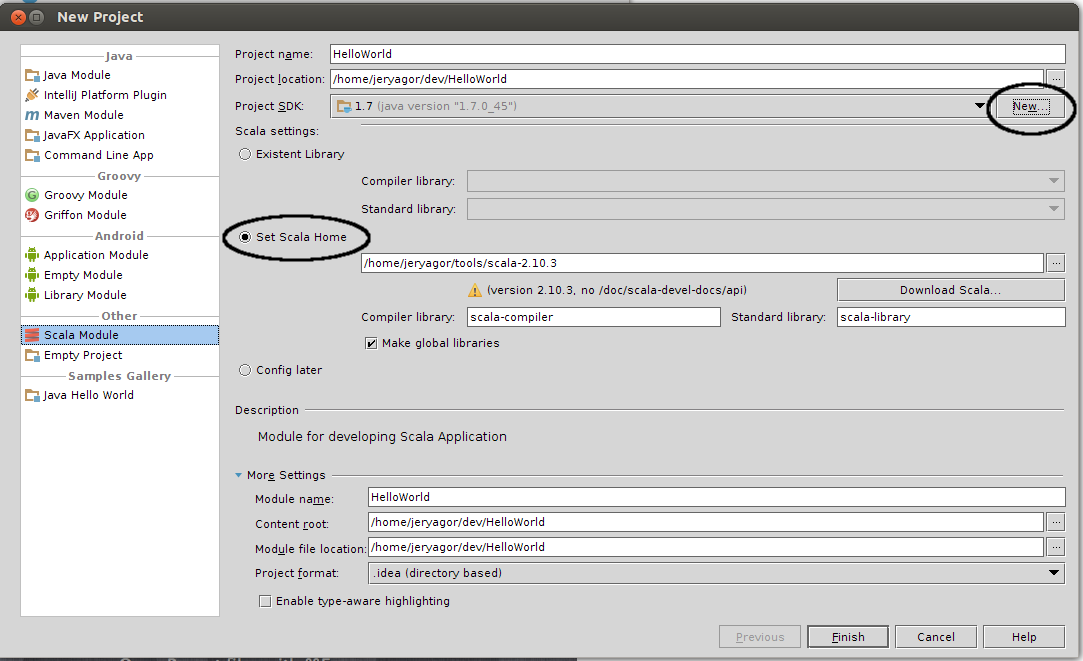 New Project
Java
Java Module
IntelliJ Platform Plugin
Maven Module
JavaFX Application
Command Line App
Groovy
Groovy Module
Griffon Module
Android
Application Module
Empty Module
Library Module
Other
Scala Module
Empty Project
Samples Gallery
Java Hello World
Project name: HelloWorld
Project location: /home/jeryagor/dev/HelloWorld ...
Project SDK: 1.7 (java version "1.7.0_45") New...
Scala settings:
Existent Library
Compiler library:
Standard library:
Set Scala Home
/home/jeryagor/tools/scala-2.10.3 ...
(version 2.10.3, no /doc/scala-devel-docs/api) Download Scala...
Compiler library: scala-compiler Standard library: scala-library
Make global libraries
Config later
Description
Module for developing Scala Application
More Settings
Module name: HelloWorld
Content root: /home/jeryagor/dev/HelloWorld ...
Module file location: /home/jeryagor/dev/HelloWorld ...
Project format: .idea (directory based)
Enable type-aware highlighting
Previous Finish Cancel Help